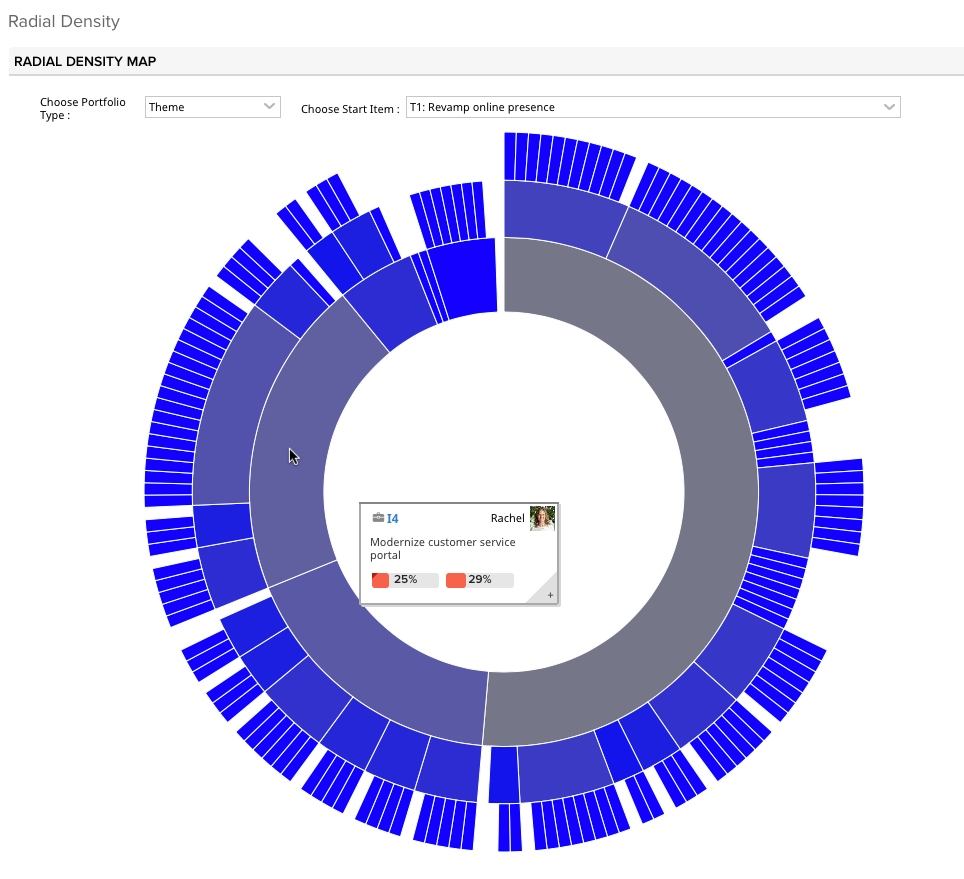 Radial Density
RADIAL DENSITY MAP
Choose Portfolio
Type :
Theme
Choose Start Item :
T1: Revamp online presence
I4
Rachel
Modernize customer service
portal
25%
29%
+